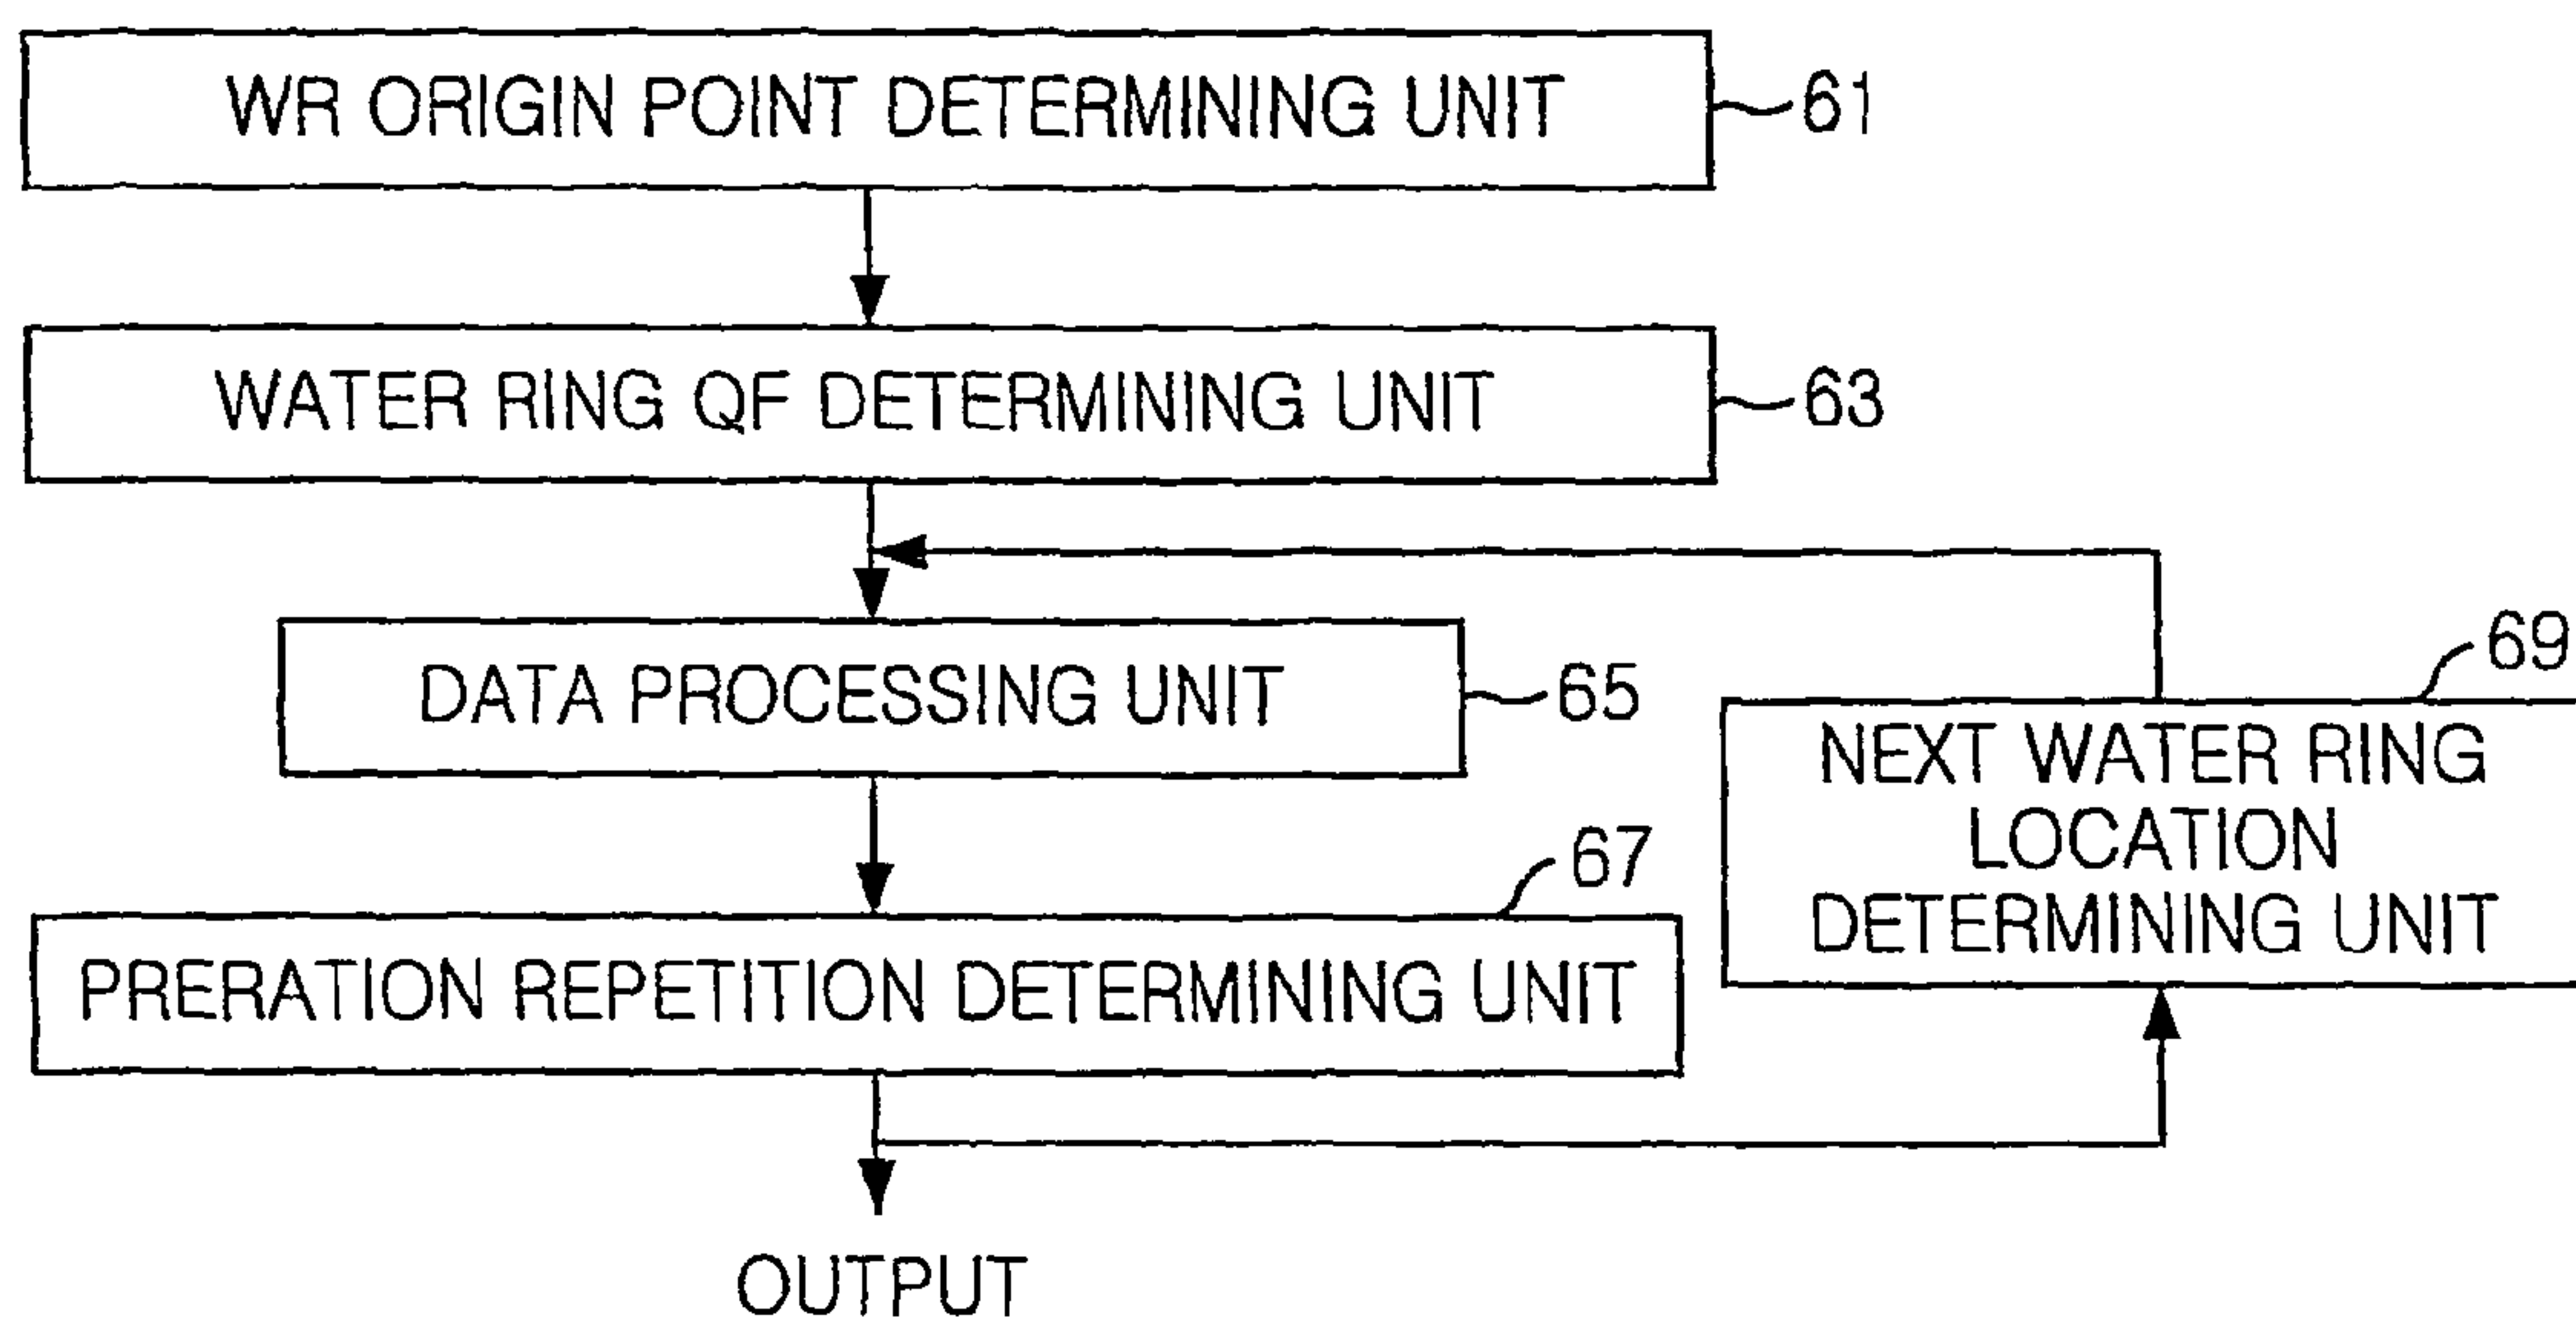 WR ORIGIN POINT DETERMINING UNIT
61
WATER RING QF DETERMINING UNIT
63
DATA PROCESSING UNIT
65
69
NEXT WATER RING
LOCATION
DETERMINING UNIT
67
PRERATION REPETITION DETERMINING UNIT
OUTPUT